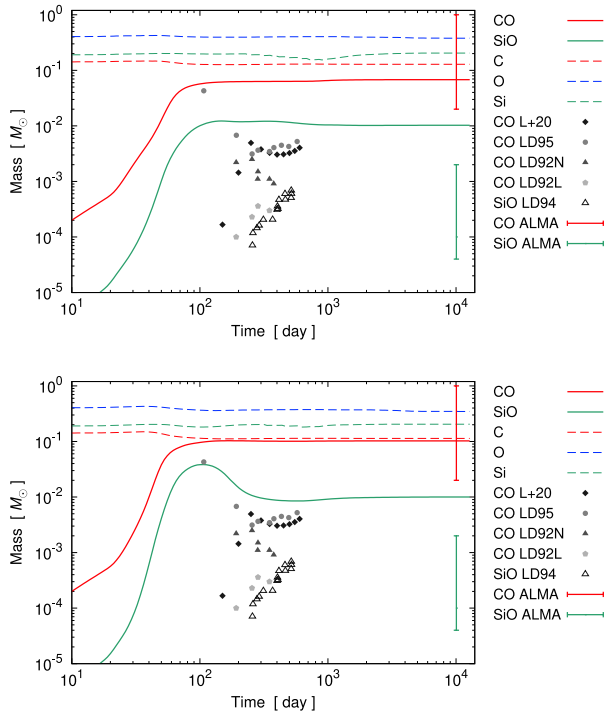 10^0
10^-1
10^-2
10^-3
10^-4
10^-5
Mass [ M_⊙ ]
10^1 10^2 10^3 10^4
Time [ day ]
CO
SiO
C
O
Si
CO L+20
CO LD95
CO LD92N
CO LD92L
SiO LD94
CO ALMA
SiO ALMA
10^0
10^-1
10^-2
10^-3
10^-4
10^-5
Mass [ M_⊙ ]
10^1 10^2 10^3 10^4
Time [ day ]
CO
SiO
C
O
Si
CO L+20
CO LD95
CO LD92N
CO LD92L
SiO LD94
CO ALMA
SiO ALMA